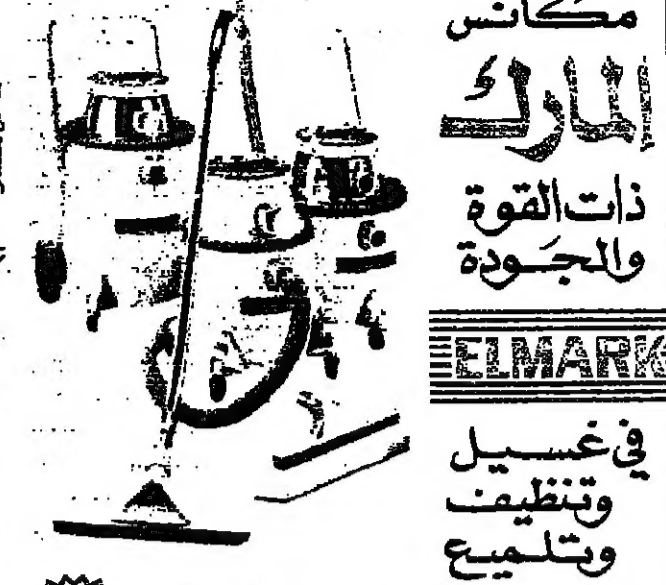 مكانس
المارك
ذات القوة
والجودة
ELMARK
في غسيل
وتنظيف
وتلميع